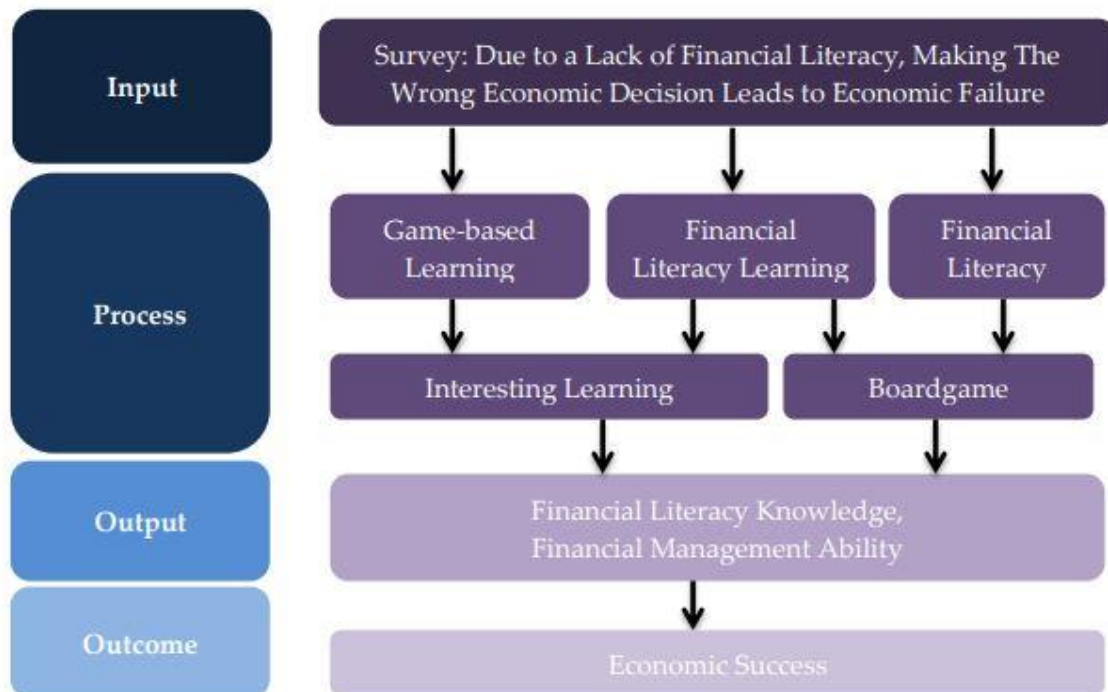 Input
Survey: Due to a Lack of Financial Literacy, Making The
Wrong Economic Decision Leads to Economic Failure
Process
Game-based
Learning
Financial
Literacy Learning
Financial
Literacy
Interesting Learning
Boardgame
Output
Financial Literacy Knowledge,
Financial Management Ability
Outcome
Economic Success